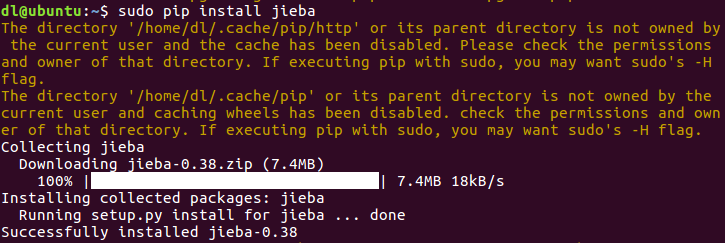 dl@ubuntu:~$ sudo pip install jieba
The directory '/home/dl/.cache/pip/http' or its parent directory is not owned by
 the current user and the cache has been disabled. Please check the permissions
and owner of that directory. If executing pip with sudo, you may want sudo's -H
flag.
The directory '/home/dl/.cache/pip' or its parent directory is not owned by the
current user and caching wheels has been disabled. check the permissions and own
er of that directory. If executing pip with sudo, you may want sudo's -H flag.
Collecting jieba
  Downloading jieba-0.38.zip (7.4MB)
    100% |████████████████████████████████| 7.4MB 18kB/s
Installing collected packages: jieba
  Running setup.py install for jieba ... done
Successfully installed jieba-0.38